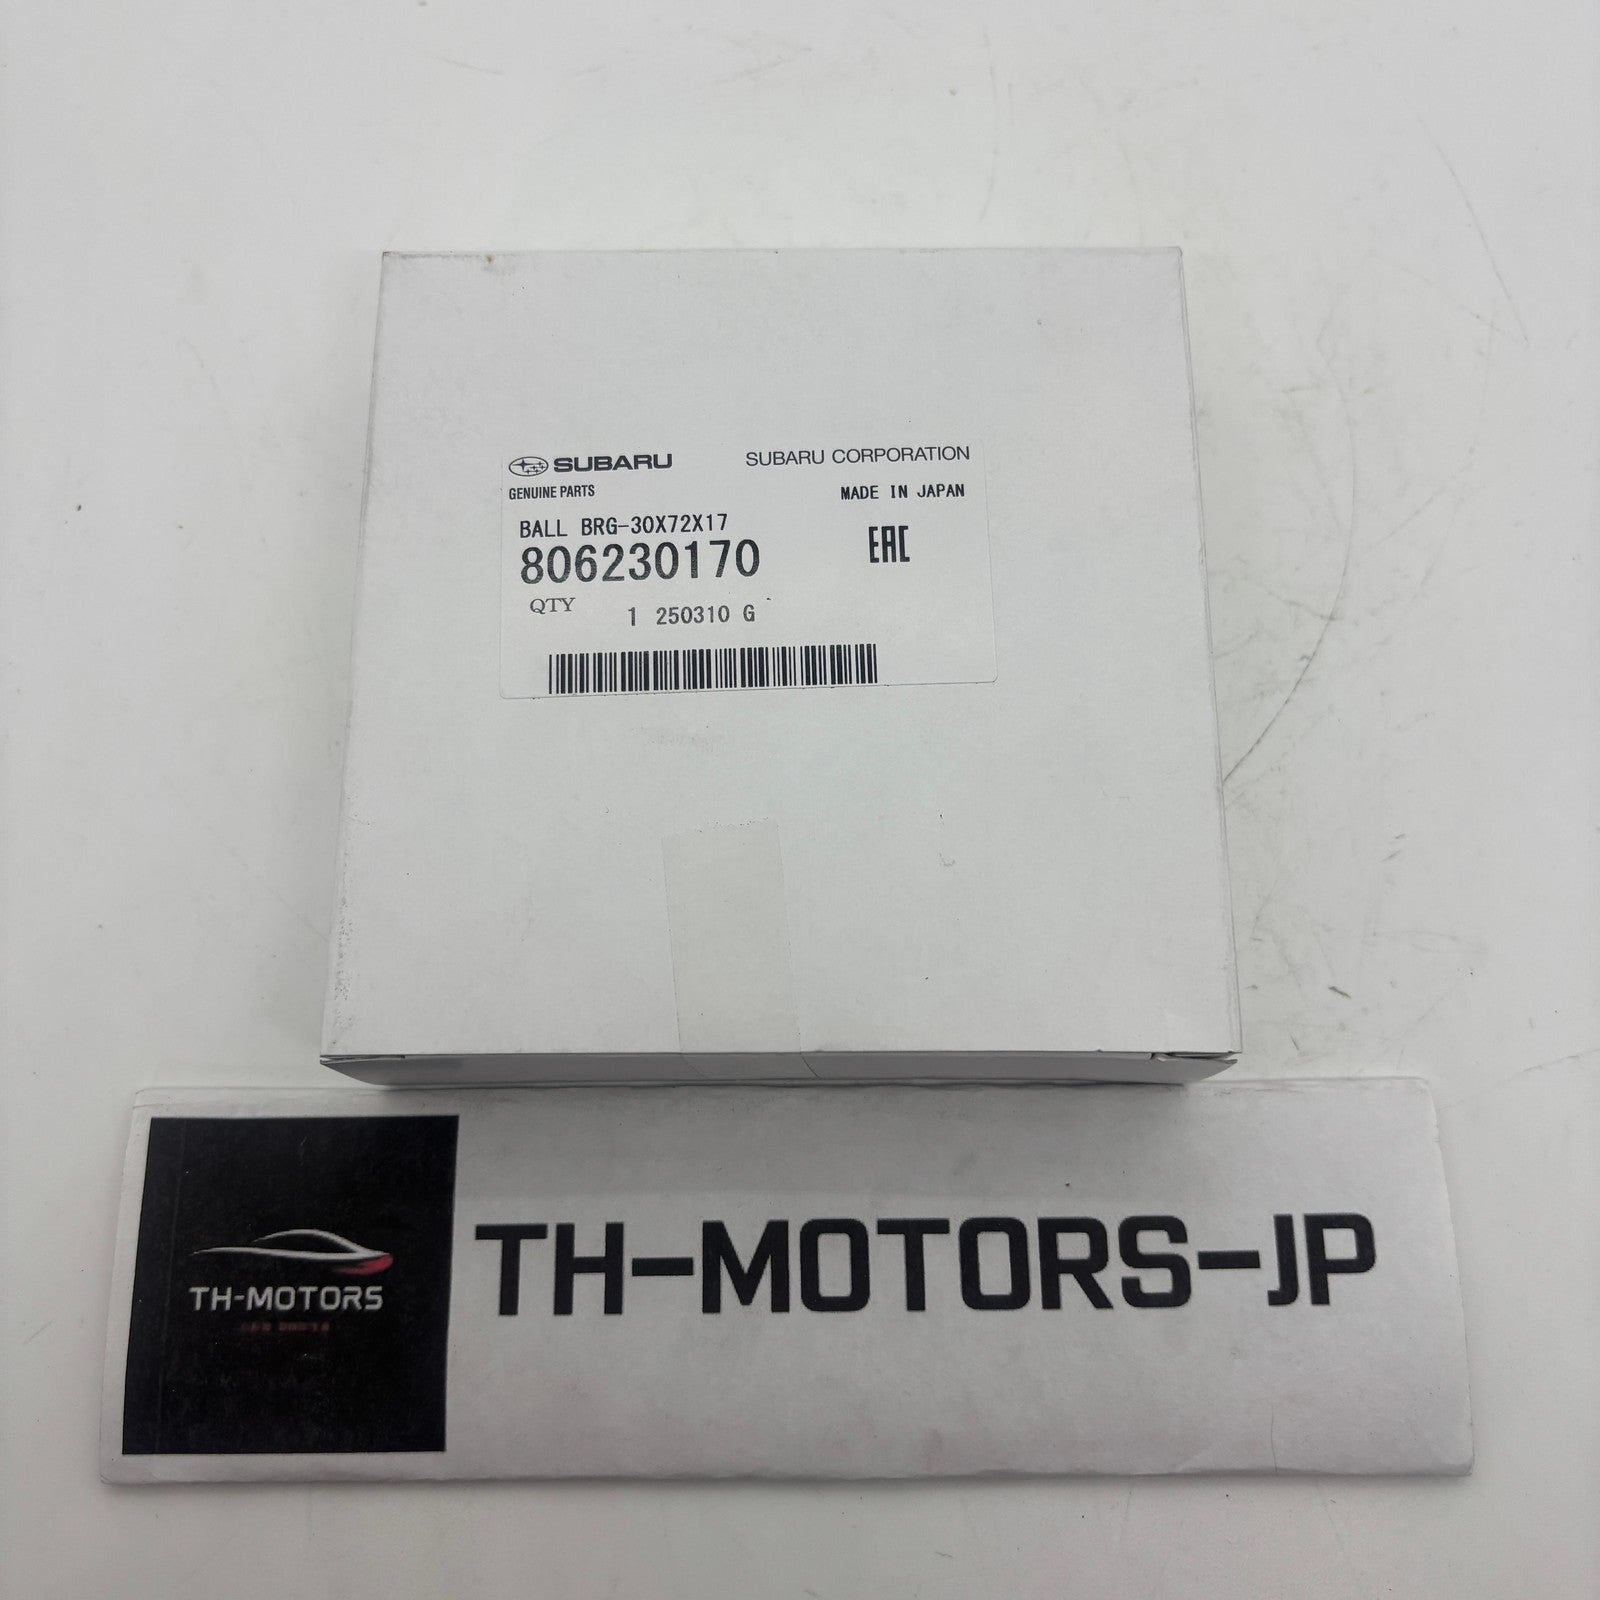 SUBARU SUBARU CORPORATION
GENUINE PARTS MADE IN JAPAN
BALL BRG-30X72X17
806230170 EAC
QTY 1 250310 G
TH-MOTORS-JP
TH-MOTORS